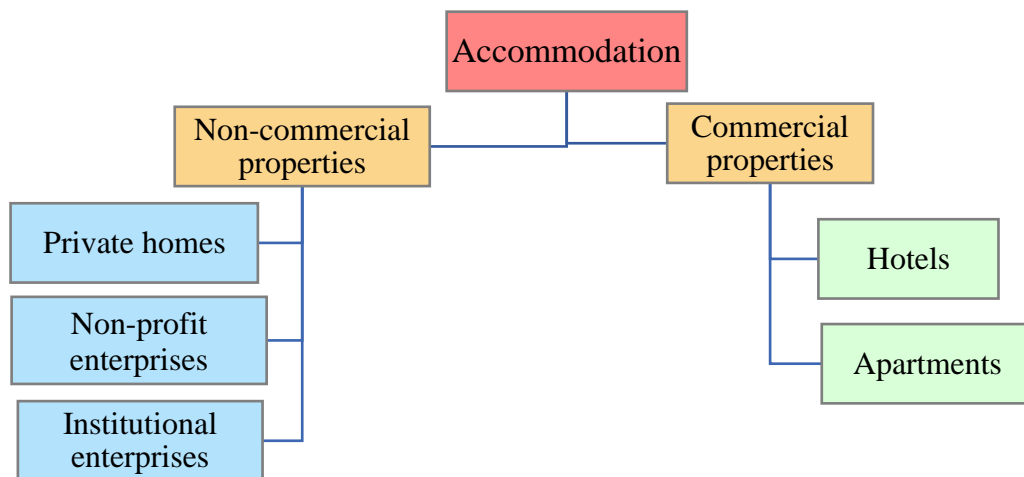 Accommodation
Non-commercial
properties
Commercial
properties
Private homes
Non-profit
enterprises
Institutional
enterprises
Hotels
Apartments